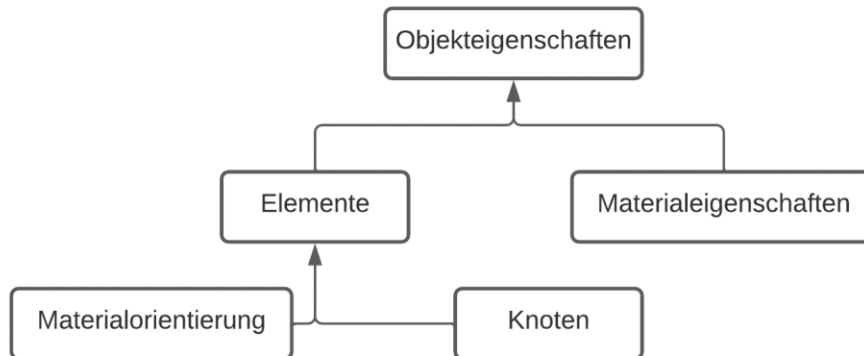 Objekteigenschaften
Elemente
Materialeigenschaften
Materialorientierung
Knoten